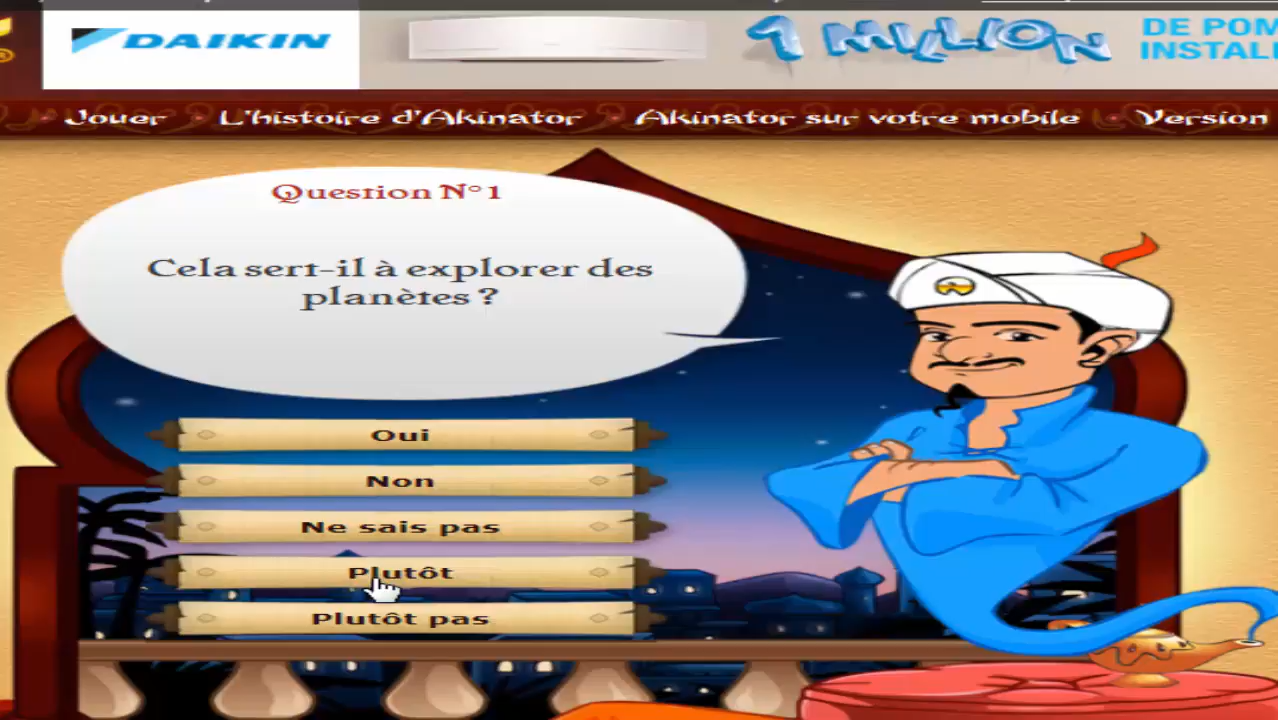 DAIKIN
1 MILLION
DE POM
INSTALL
Jouer
L'histoire d'Akinator
Akinator sur votre mobile
Version
Question N°1
Cela sert-il à explorer des
planètes ?
Oui
Non
Ne sais pas
Plutôt
Plutôt pas